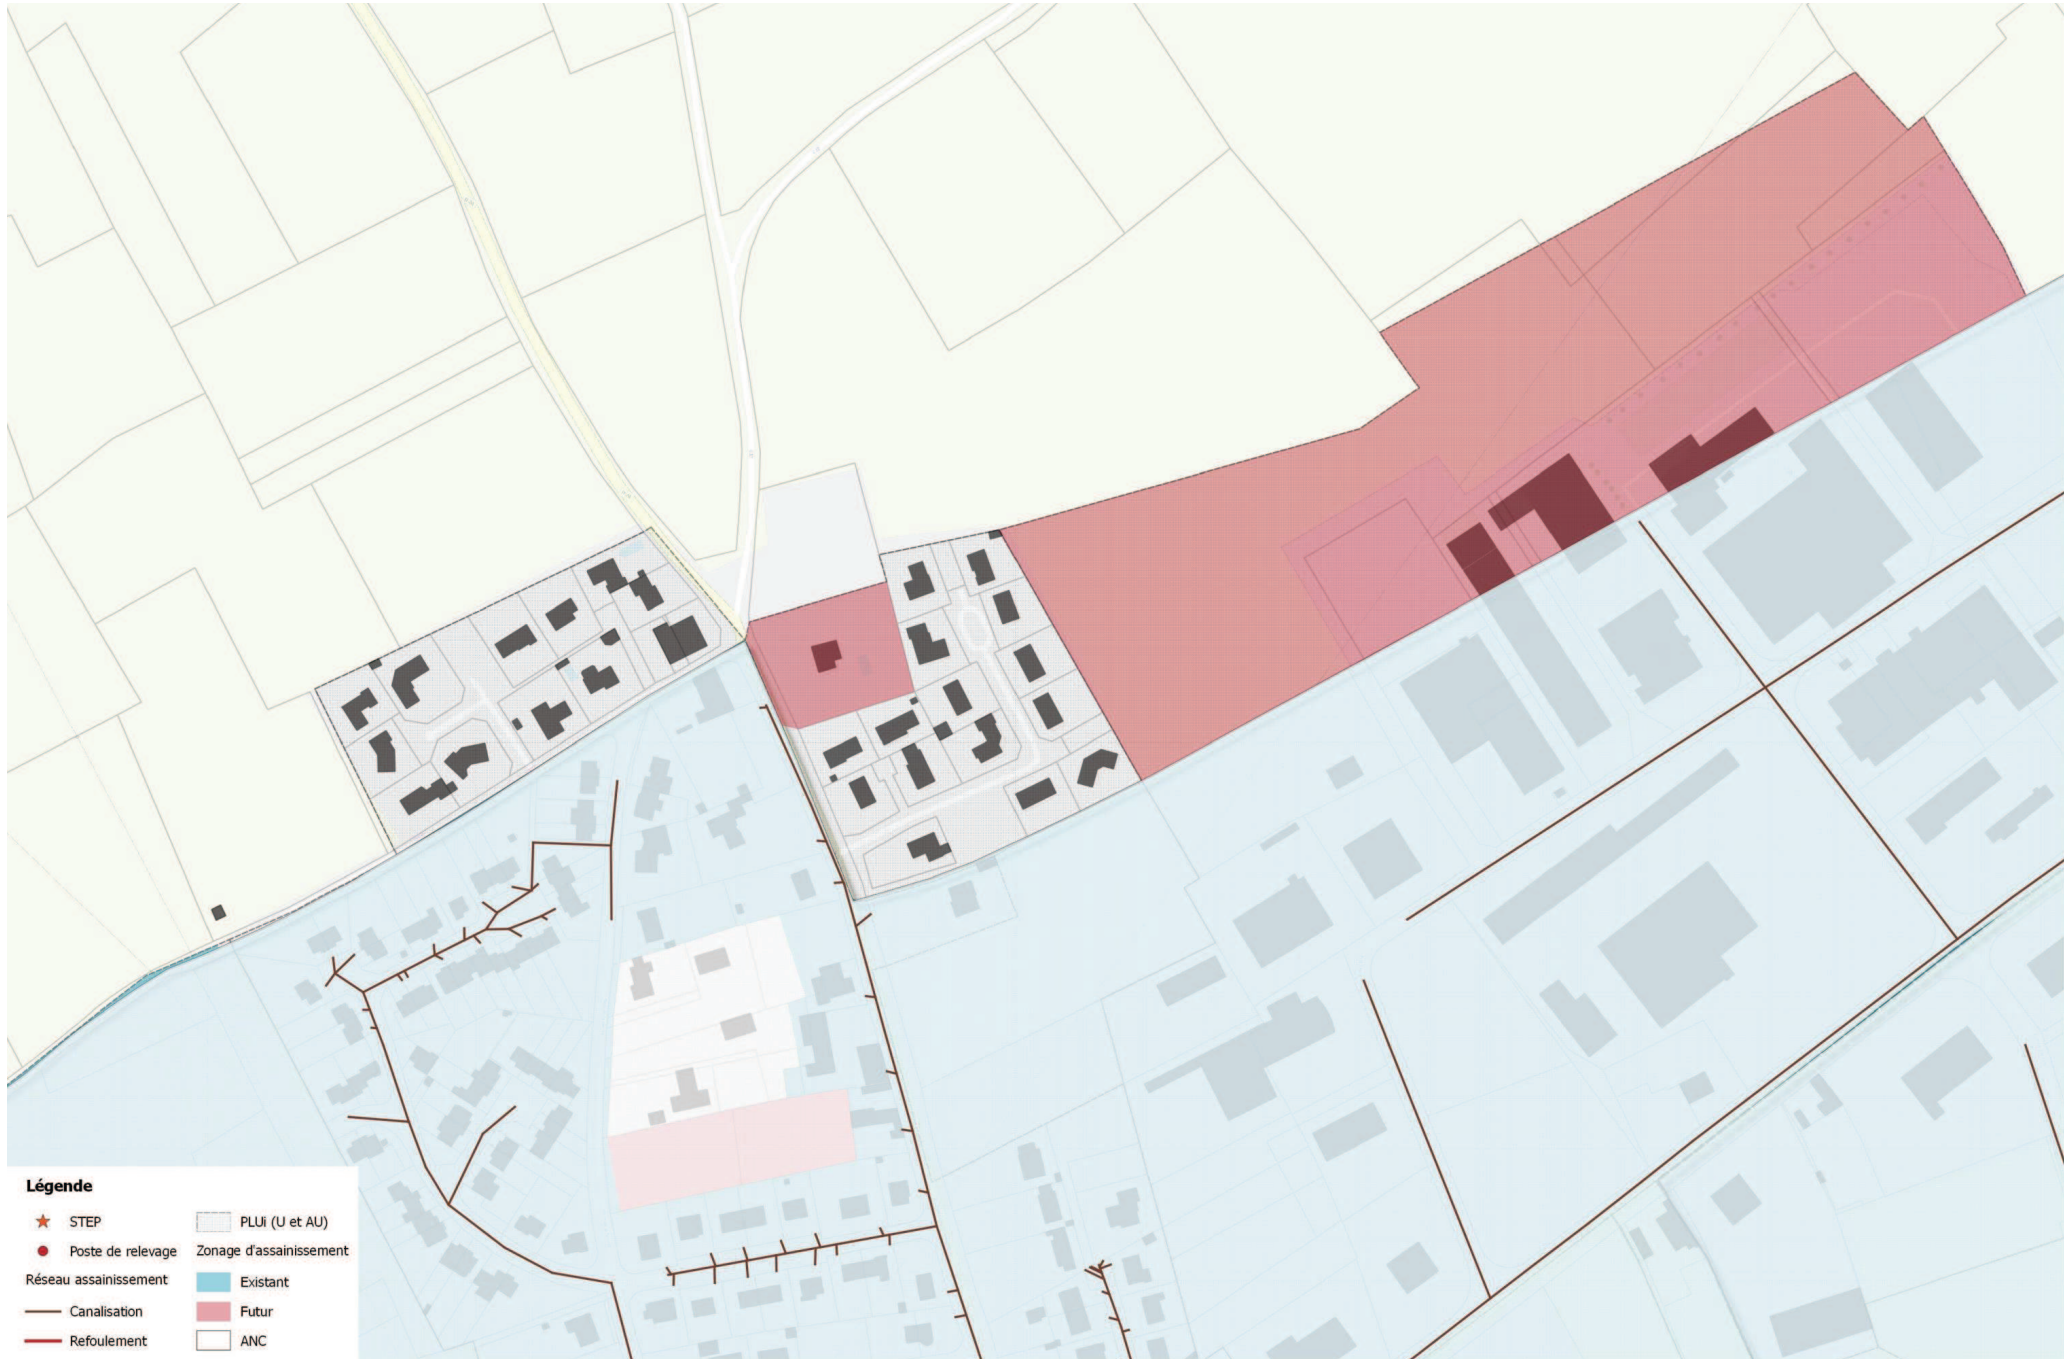 Légende
STEP
Poste de relevage
Réseau assainissement
Canalisation
Refoulement
PLUi (U et AU)
Zonage d'assainissement
Existant
Futur
ANC